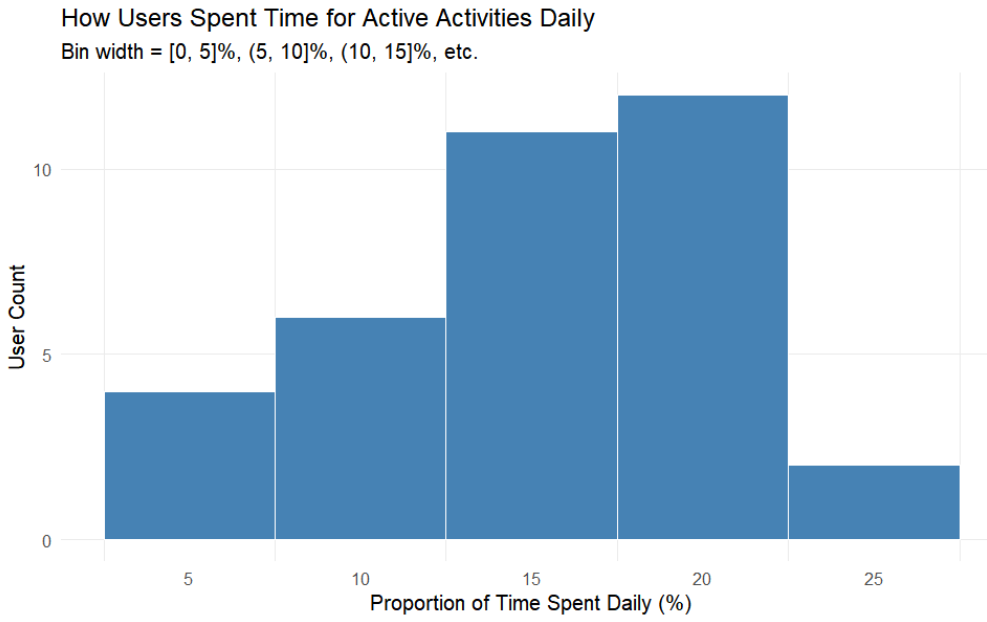 How Users Spent Time for Active Activities Daily
Bin width = [0, 5]%, (5, 10]%, (10, 15]%, etc.
User Count
10
5
0
5 10 15 20 25
Proportion of Time Spent Daily (%)